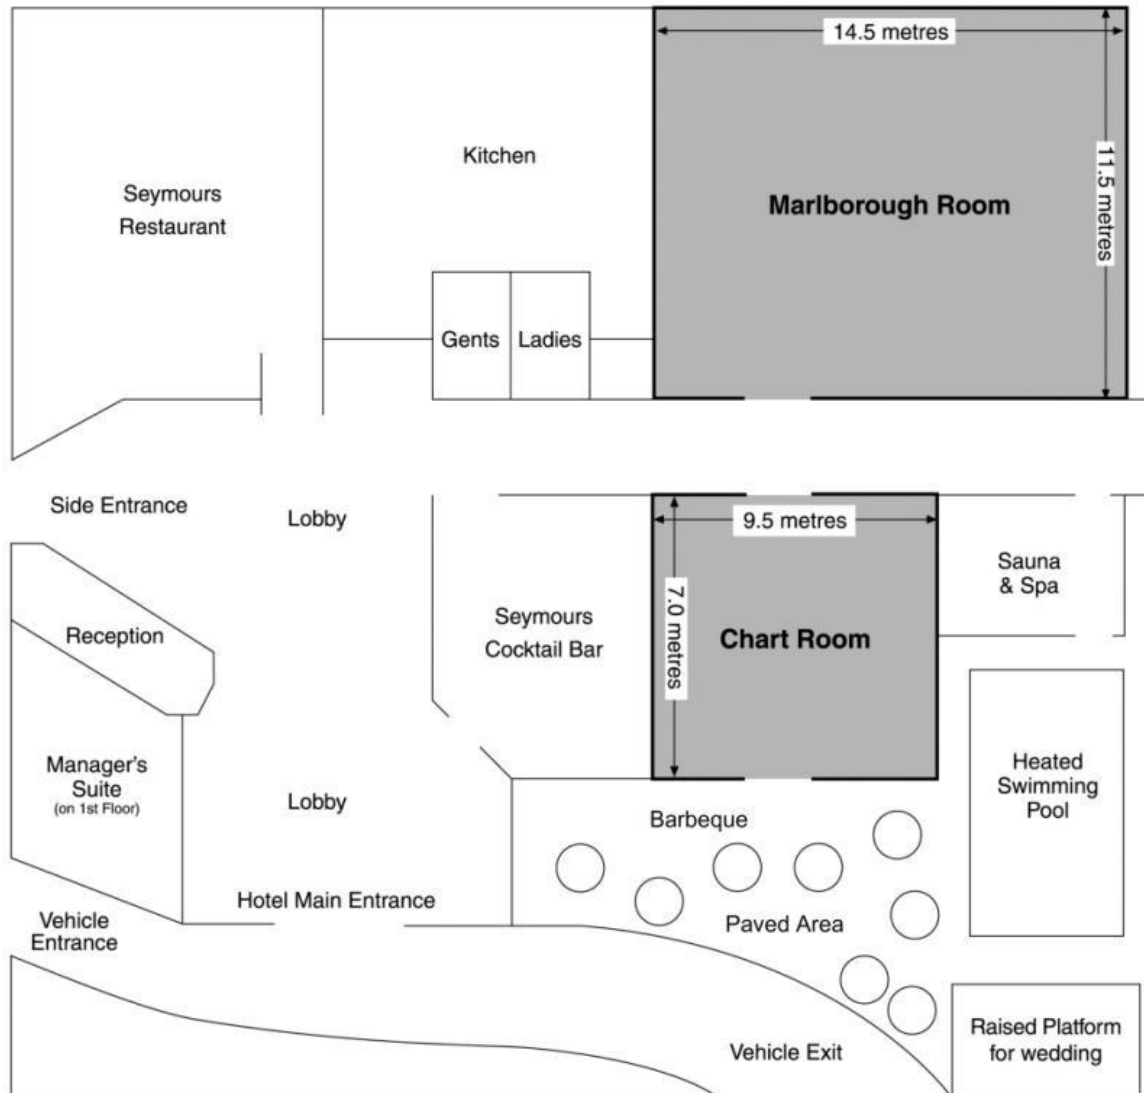 14.5 metres
Kitchen
Seymours
Restaurant
Marlborough Room
11.5 metres
Gents
Ladies
Side Entrance
Lobby
9.5 metres
Sauna
& Spa
7.0 metres
Seymours
Cocktail Bar
Chart Room
Reception
Manager's
Suite
(on 1st Floor)
Heated
Swimming
Pool
Lobby
Barbeque
Hotel Main Entrance
Vehicle
Entrance
Paved Area
Vehicle Exit
Raised Platform
for wedding